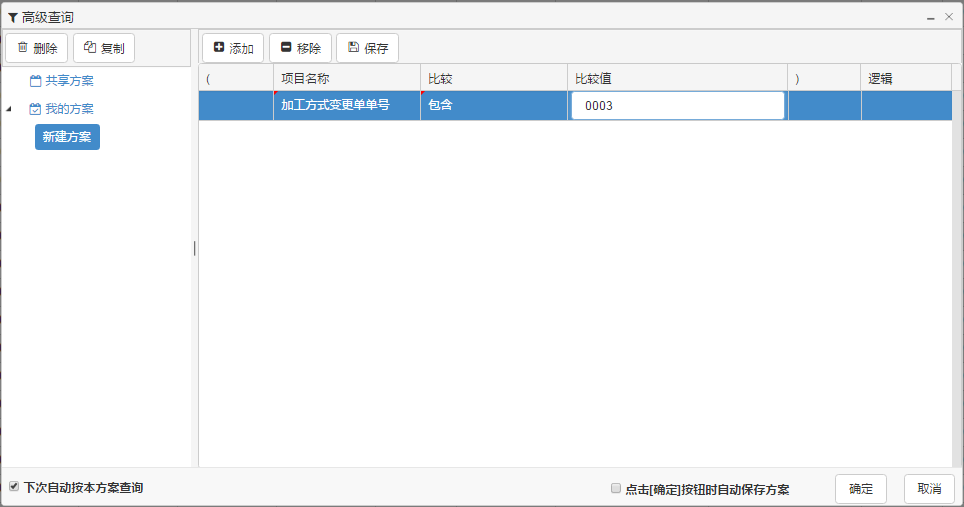 高级查询
删除 复制 添加 移除 保存
( 项目名称 比较 比较值 ) 逻辑
共享方案
加工方式变更单单号 包含 0003
我的方案
新建方案
下次自动按本方案查询 点击[确定]按钮时自动保存方案 确定 取消